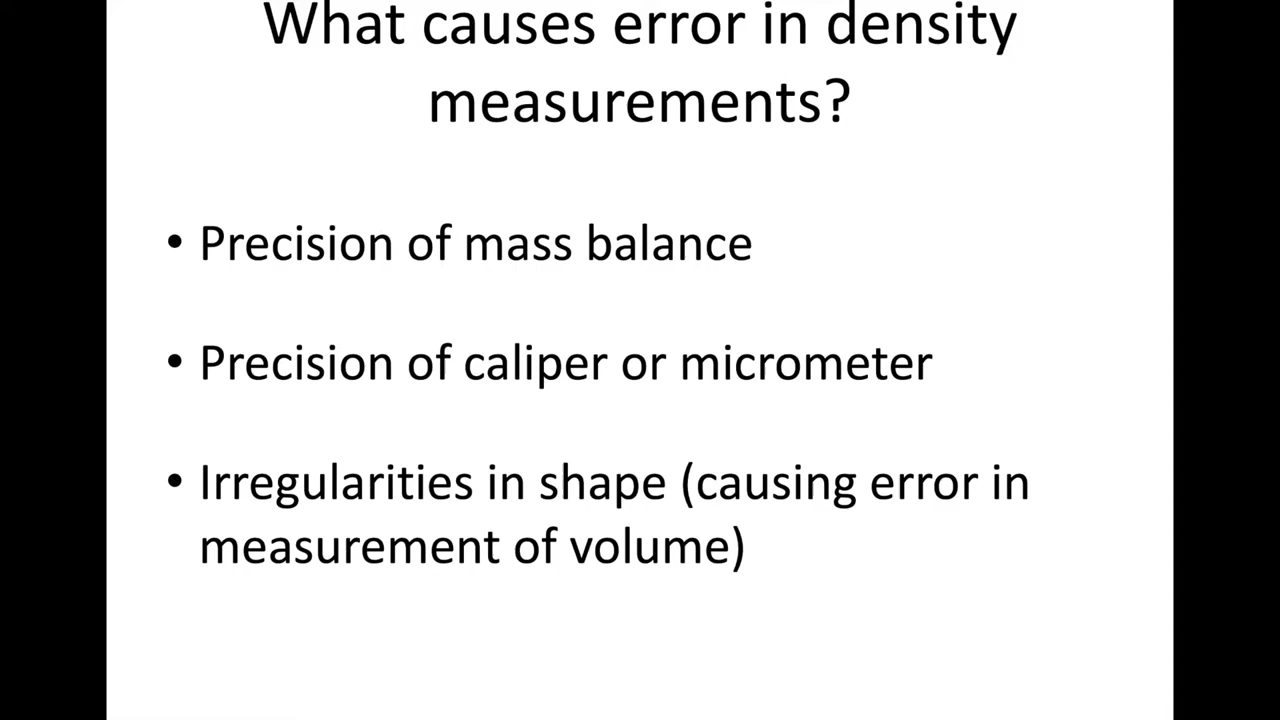 What causes error in density
measurements?
• Precision of mass balance
• Precision of caliper or micrometer
• Irregularities in shape (causing error in
measurement of volume)